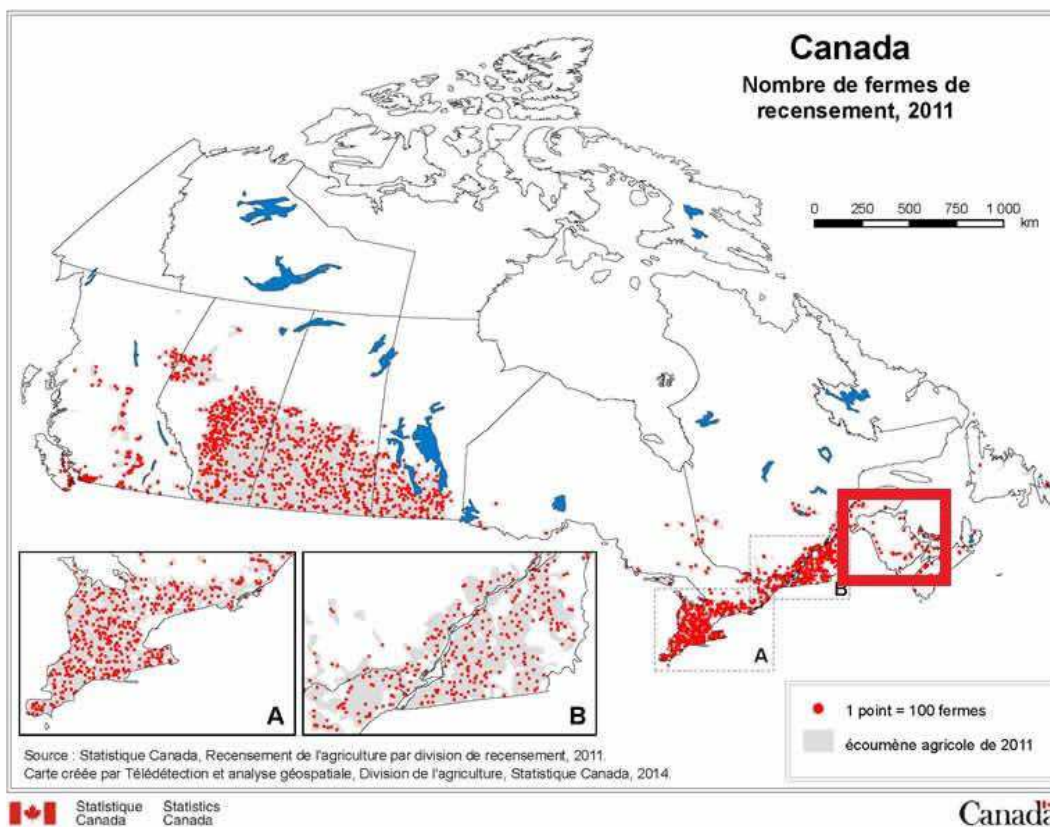 Canada
Nombre de fermes de
recensement, 2011
0 250 500 750 1 000
km
A
B
A
B
1 point = 100 fermes
écoumène agricole de 2011
Source : Statistique Canada, Recensement de l'agriculture par division de recensement, 2011.
Carte créée par Télédétection et analyse géospatiale, Division de l'agriculture, Statistique Canada, 2014.
Statistique Statistics
Canada Canada
Canada